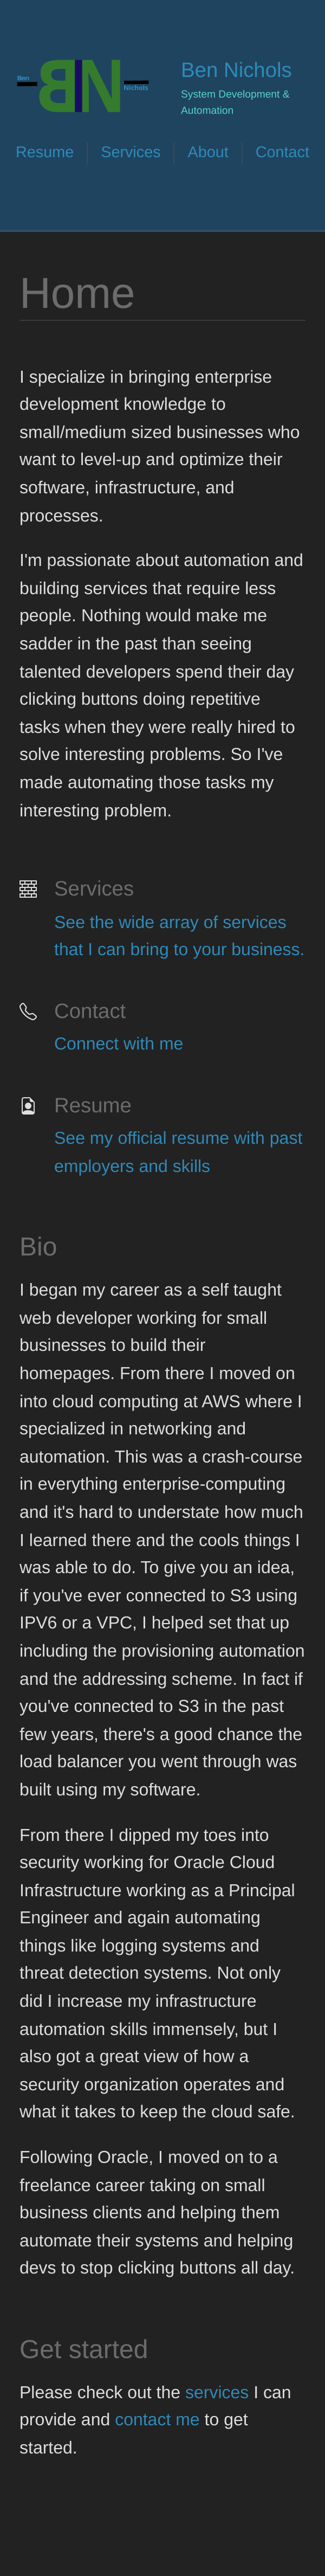 Ben
BN
Nichols
Ben Nichols
System Development &
Automation
Resume
Services
About
Contact
Home
I specialize in bringing enterprise
development knowledge to
small/medium sized businesses who
want to level-up and optimize their
software, infrastructure, and
processes.
I'm passionate about automation and
building services that require less
people. Nothing would make me
sadder in the past than seeing
talented developers spend their day
clicking buttons doing repetitive
tasks when they were really hired to
solve interesting problems. So I've
made automating those tasks my
interesting problem.
Services
See the wide array of services
that I can bring to your business.
Contact
Connect with me
Resume
See my official resume with past
employers and skills
Bio
I began my career as a self taught
web developer working for small
businesses to build their
homepages. From there I moved on
into cloud computing at AWS where I
specialized in networking and
automation. This was a crash-course
in everything enterprise-computing
and it's hard to understate how much
I learned there and the cools things I
was able to do. To give you an idea,
if you've ever connected to S3 using
IPV6 or a VPC, I helped set that up
including the provisioning automation
and the addressing scheme. In fact if
you've connected to S3 in the past
few years, there's a good chance the
load balancer you went through was
built using my software.
From there I dipped my toes into
security working for Oracle Cloud
Infrastructure working as a Principal
Engineer and again automating
things like logging systems and
threat detection systems. Not only
did I increase my infrastructure
automation skills immensely, but I
also got a great view of how a
security organization operates and
what it takes to keep the cloud safe.
Following Oracle, I moved on to a
freelance career taking on small
business clients and helping them
automate their systems and helping
devs to stop clicking buttons all day.
Get started
Please check out the services I can
provide and contact me to get
started.